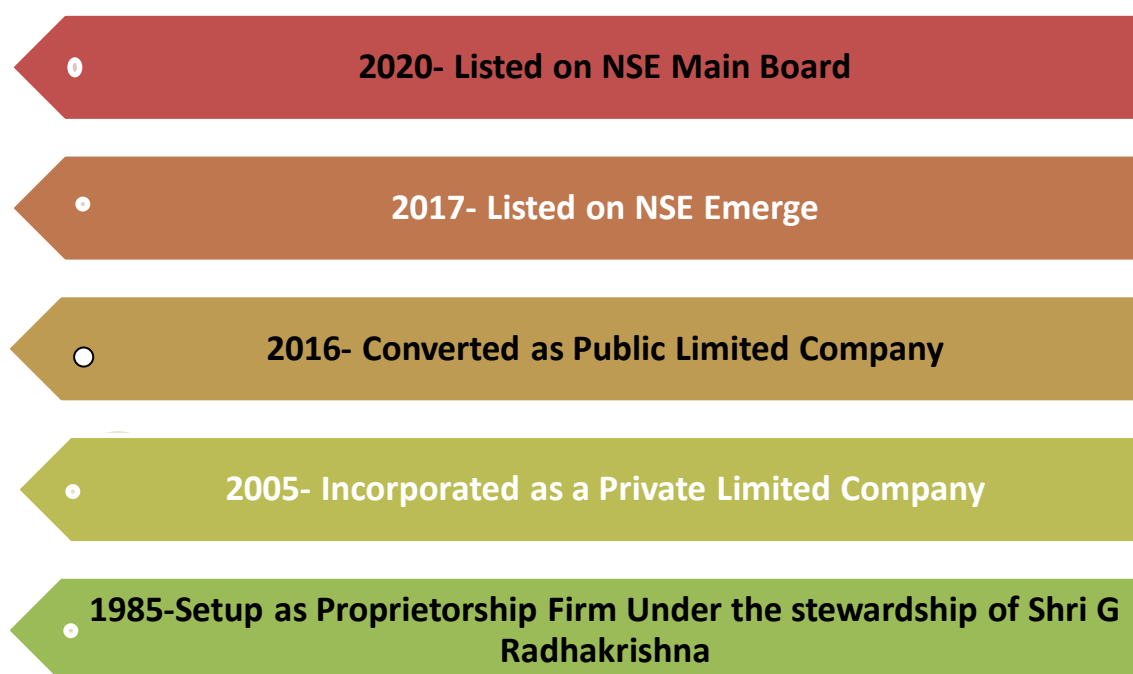 2020- Listed on NSE Main Board
2017- Listed on NSE Emerge
2016- Converted as Public Limited Company
2005- Incorporated as a Private Limited Company
1985-Setup as Proprietorship Firm Under the stewardship of Shri G
Radhakrishna